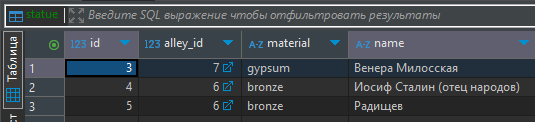 statue Введите SQL выражение чтобы отфильтровать результаты
Таблица
123 id 123 alley_id A-Z material A-Z name
1 3 7 gypsum Венера Милосская
2 4 6 bronze Иосиф Сталин (отец народов)
3 5 6 bronze Радищев